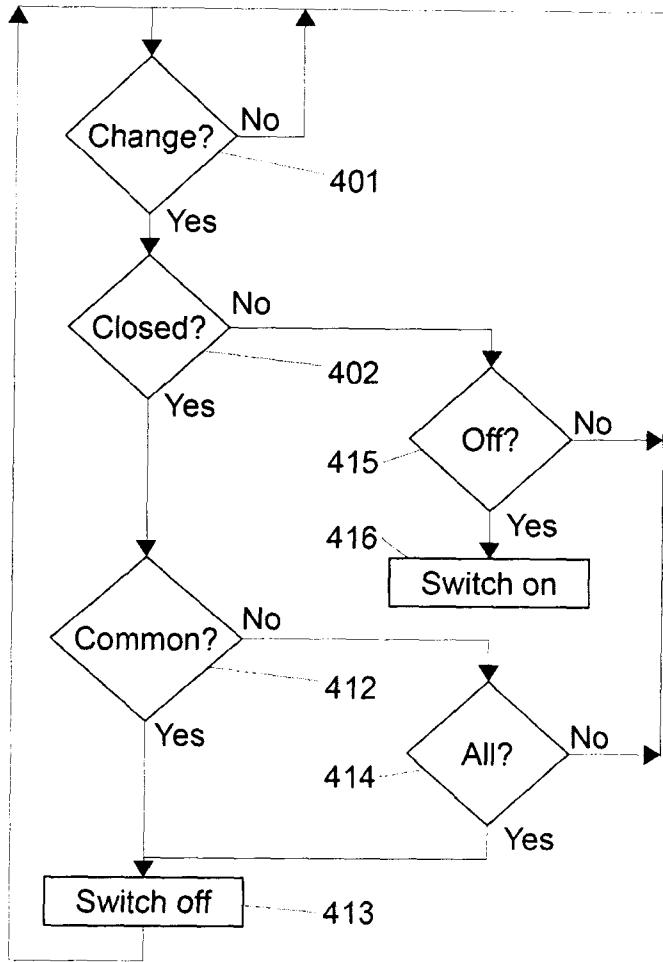 Change?
No
401
Yes
Closed?
No
402
Yes
Off?
No
415
Yes
416
Switch on
Common?
No
412
Yes
All?
No
414
Yes
Switch off
413